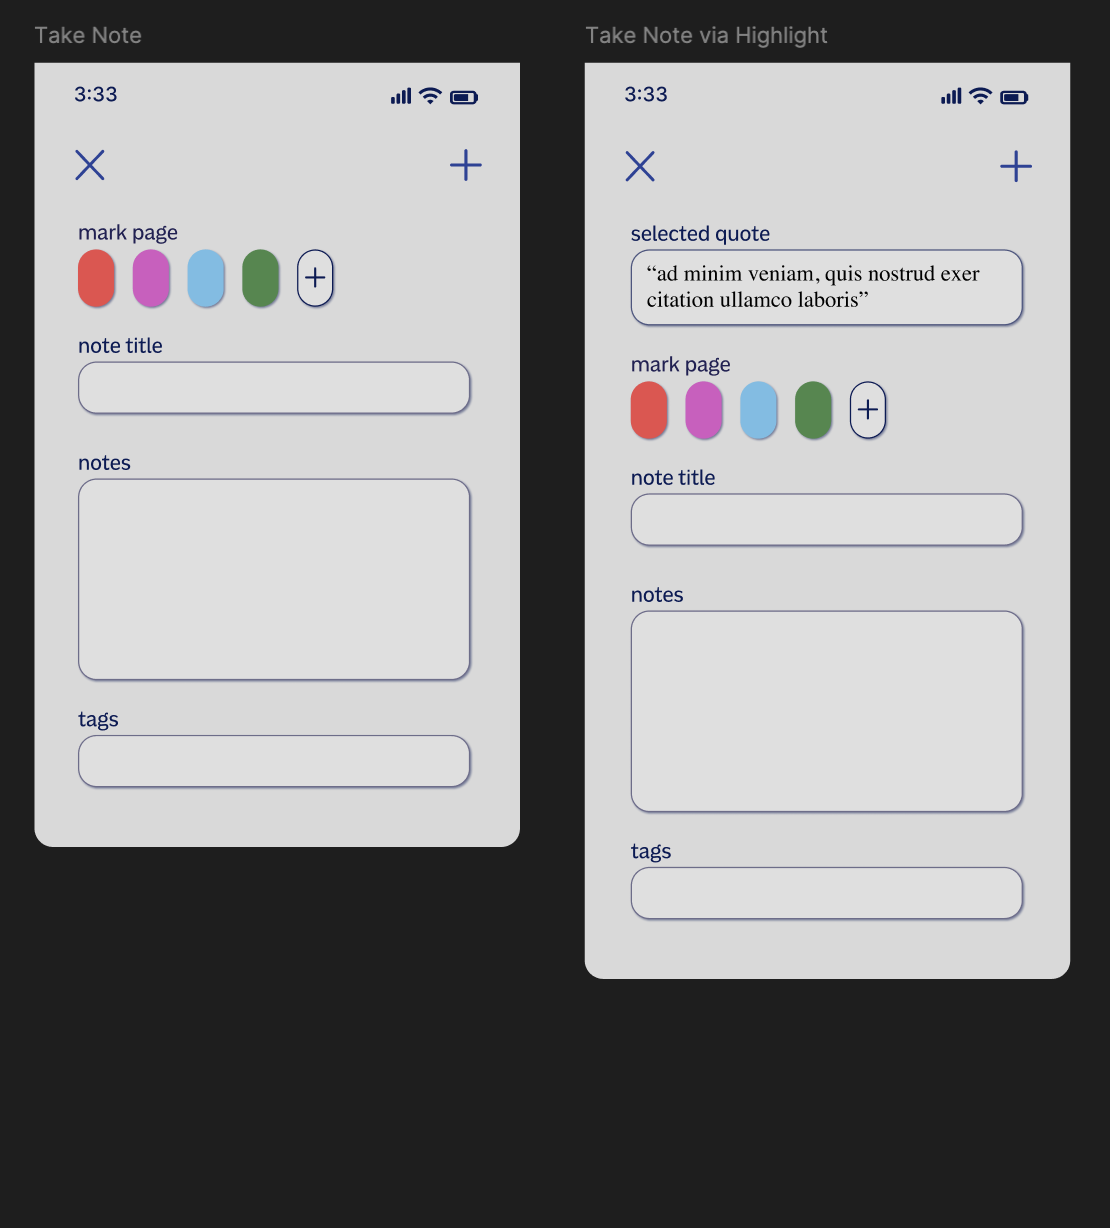 Take Note
3:33
mark page
note title
notes
tags
Take Note via Highlight
3:33
selected quote
“ad minim veniam, quis nostrud exer
citation ullamco laboris”
mark page
note title
notes
tags